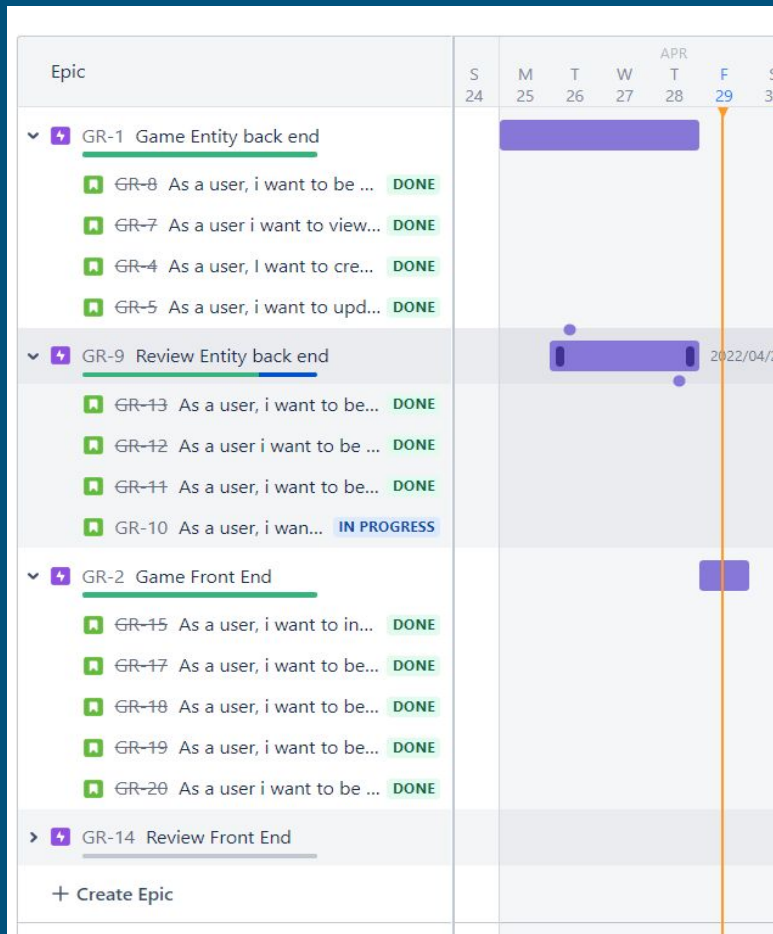 APR
Epic S M T W T F S
24 25 26 27 28 29 3
GR-1 Game Entity back end
GR-8 As a user, i want to be ... DONE
GR-7 As a user i want to view... DONE
GR-4 As a user, I want to cre... DONE
GR-5 As a user, i want to upd... DONE
GR-9 Review Entity back end 2022/04/2
GR-13 As a user, i want to be... DONE
GR-12 As a user i want to be ... DONE
GR-11 As a user, i want to be... DONE
GR-10 As a user, i wan... IN PROGRESS
GR-2 Game Front End
GR-15 As a user, i want to in... DONE
GR-17 As a user, i want to be... DONE
GR-18 As a user, i want to be... DONE
GR-19 As a user, i want to be... DONE
GR-20 As a user i want to be ... DONE
GR-14 Review Front End
+ Create Epic